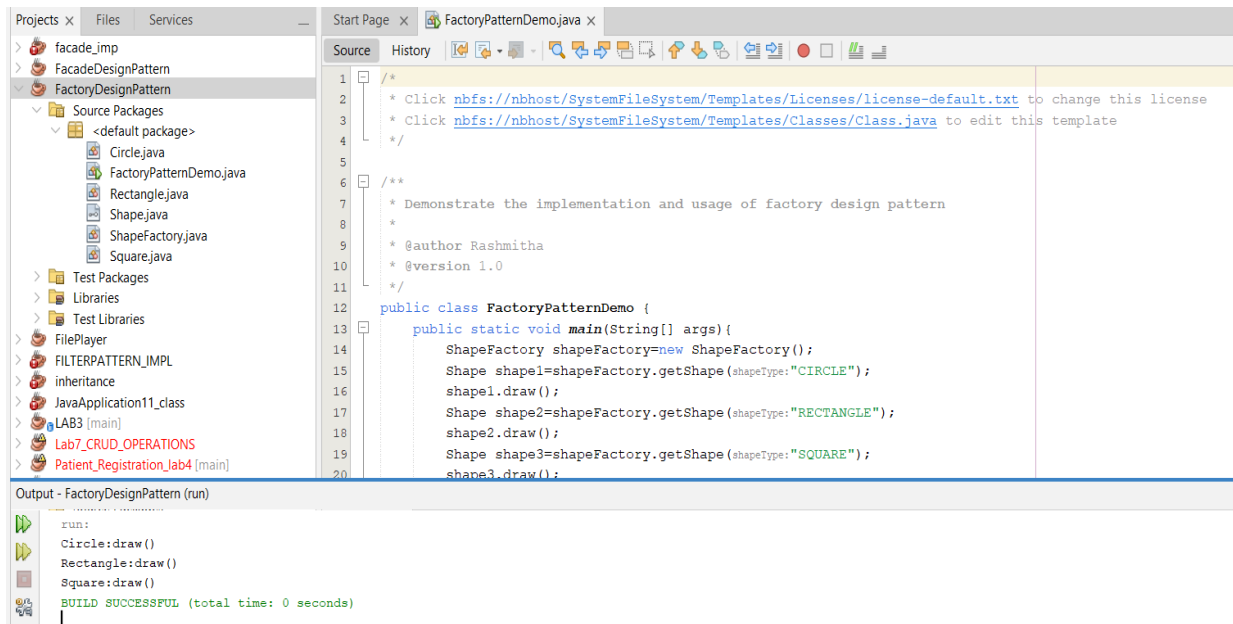 Projects × Files Services
facade_imp
FacadeDesignPattern
FactoryDesignPattern
Source Packages
<default package>
Circle.java
FactoryPatternDemo.java
Rectangle.java
Shape.java
ShapeFactory.java
Square.java
Test Packages
Libraries
Test Libraries
FilePlayer
FILTERPATTERN_IMPL
inheritance
JavaApplication11_class
LAB3 [main]
Lab7_CRUD_OPERATIONS
Patient_Registration_lab4 [main]
Start Page × FactoryPatternDemo.java ×
Source History
1 /*
2 * Click nbfs://nbhost/SystemFileSystem/Templates/Licenses/license-default.txt to change this license
3 * Click nbfs://nbhost/SystemFileSystem/Templates/Classes/Class.java to edit this template
4 */
5
6 /**
7 * Demonstrate the implementation and usage of factory design pattern
8 *
9 * @author Rashmitha
10 * @version 1.0
11 */
12 public class FactoryPatternDemo {
13 public static void main(String[] args){
14 ShapeFactory shapeFactory=new ShapeFactory();
15 Shape shape1=shapeFactory.getShape(shapeType:"CIRCLE");
16 shape1.draw();
17 Shape shape2=shapeFactory.getShape(shapeType:"RECTANGLE");
18 shape2.draw();
19 Shape shape3=shapeFactory.getShape(shapeType:"SQUARE");
20 shape3.draw();
Output - FactoryDesignPattern (run)
run:
Circle:draw()
Rectangle:draw()
Square:draw()
BUILD SUCCESSFUL (total time: 0 seconds)